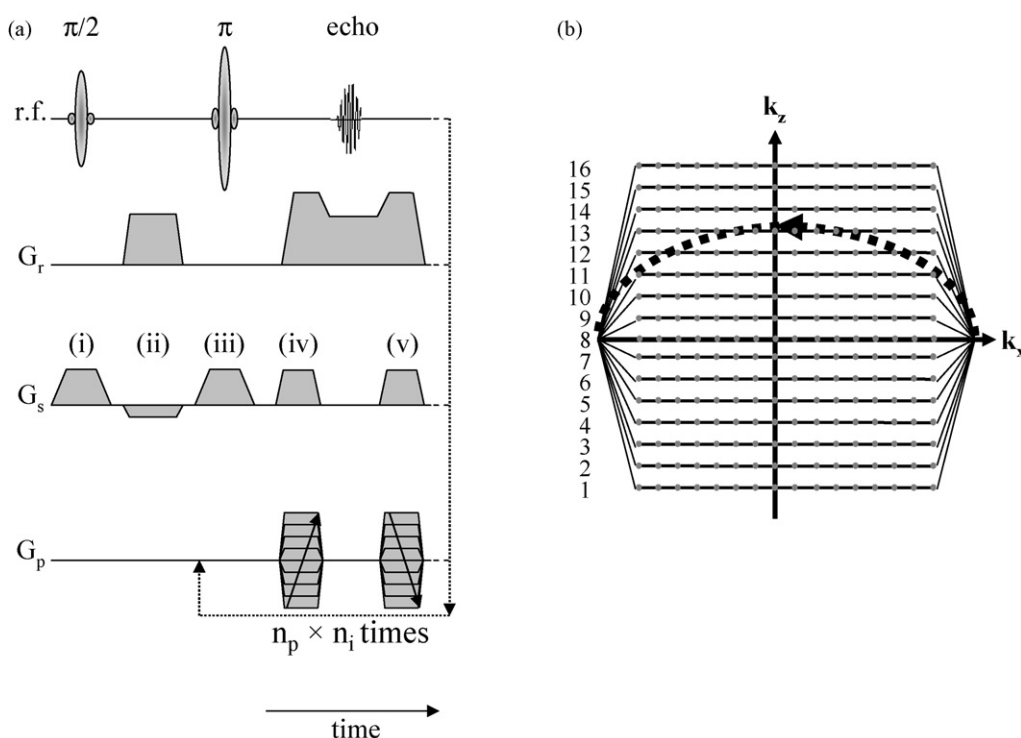 (a)
π/2
π
echo
r.f.
G_r
(i)
(ii)
(iii)
(iv)
(v)
G_s
G_p
n_p × n_i times
time
(b)
k_z
16
15
14
13
12
11
10
9
8
7
6
5
4
3
2
1